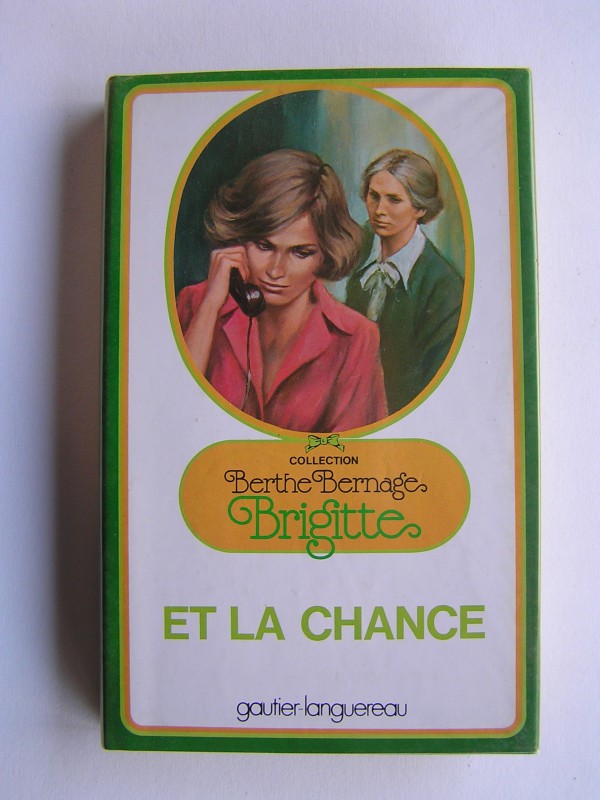 COLLECTION
Berthe Bernage
Brigitte
ET LA CHANCE
gautier-languereau